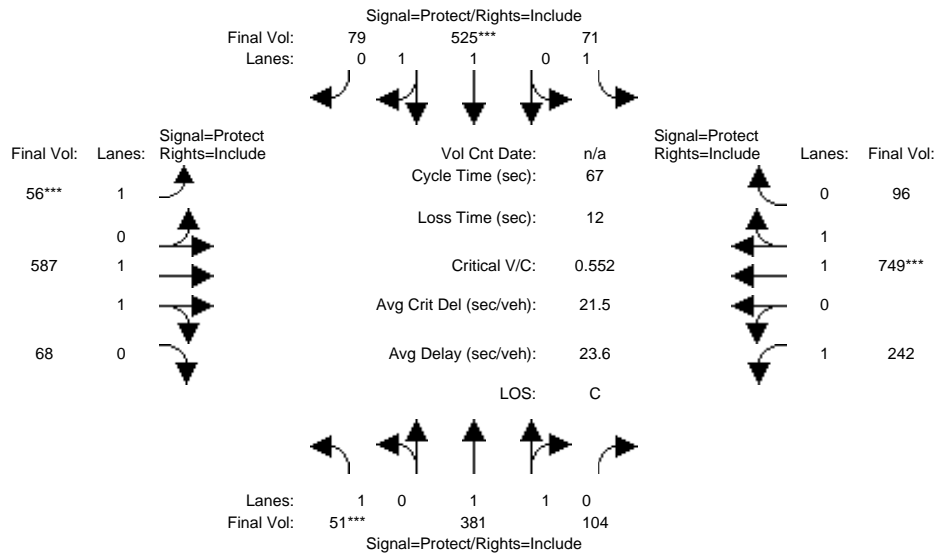 Signal=Protect/Rights=Include
Final Vol: 79 525*** 71
Lanes: 0 1 1 0 1
Signal=Protect
Final Vol: Lanes: Rights=Include
Vol Cnt Date: n/a
Signal=Protect
Rights=Include Lanes: Final Vol:
Cycle Time (sec): 67
56*** 1
0 96
Loss Time (sec): 12
0
1
587 1
Critical V/C: 0.552
1 749***
1
Avg Crit Del (sec/veh): 21.5
0
68 0
Avg Delay (sec/veh): 23.6
1 242
LOS: C
Lanes: 1 0 1 1 0
Final Vol: 51*** 381 104
Signal=Protect/Rights=Include